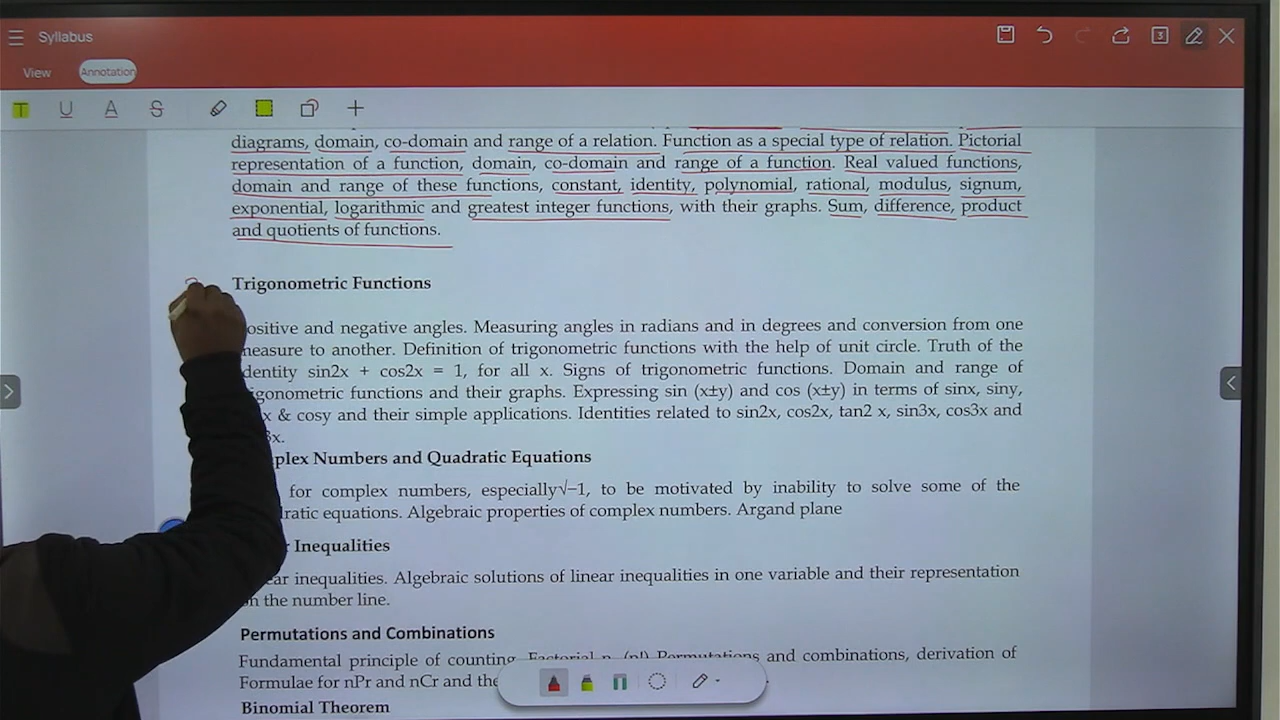 Syllabus
View Annotation
T U A S
diagrams, domain, co-domain and range of a relation. Function as a special type of relation. Pictorial
representation of a function, domain, co-domain and range of a function. Real valued functions,
domain and range of these functions, constant, identity, polynomial, rational, modulus, signum,
exponential, logarithmic and greatest integer functions, with their graphs. Sum, difference, product
and quotients of functions.
Trigonometric Functions
ositive and negative angles. Measuring angles in radians and in degrees and conversion from one
measure to another. Definition of trigonometric functions with the help of unit circle. Truth of the
dentity sin2x + cos2x = 1, for all x. Signs of trigonometric functions. Domain and range of
gonometric functions and their graphs. Expressing sin (x±y) and cos (x±y) in terms of sinx, siny,
x & cosy and their simple applications. Identities related to sin2x, cos2x, tan2 x, sin3x, cos3x and
3x.
plex Numbers and Quadratic Equations
for complex numbers, especially√−1, to be motivated by inability to solve some of the
ratic equations. Algebraic properties of complex numbers. Argand plane
Inequalities
ar inequalities. Algebraic solutions of linear inequalities in one variable and their representation
n the number line.
Permutations and Combinations
Fundamental principle of counting. Factorial n. (n!) Permutations and combinations, derivation of
Formulae for nPr and nCr and the
Binomial Theorem